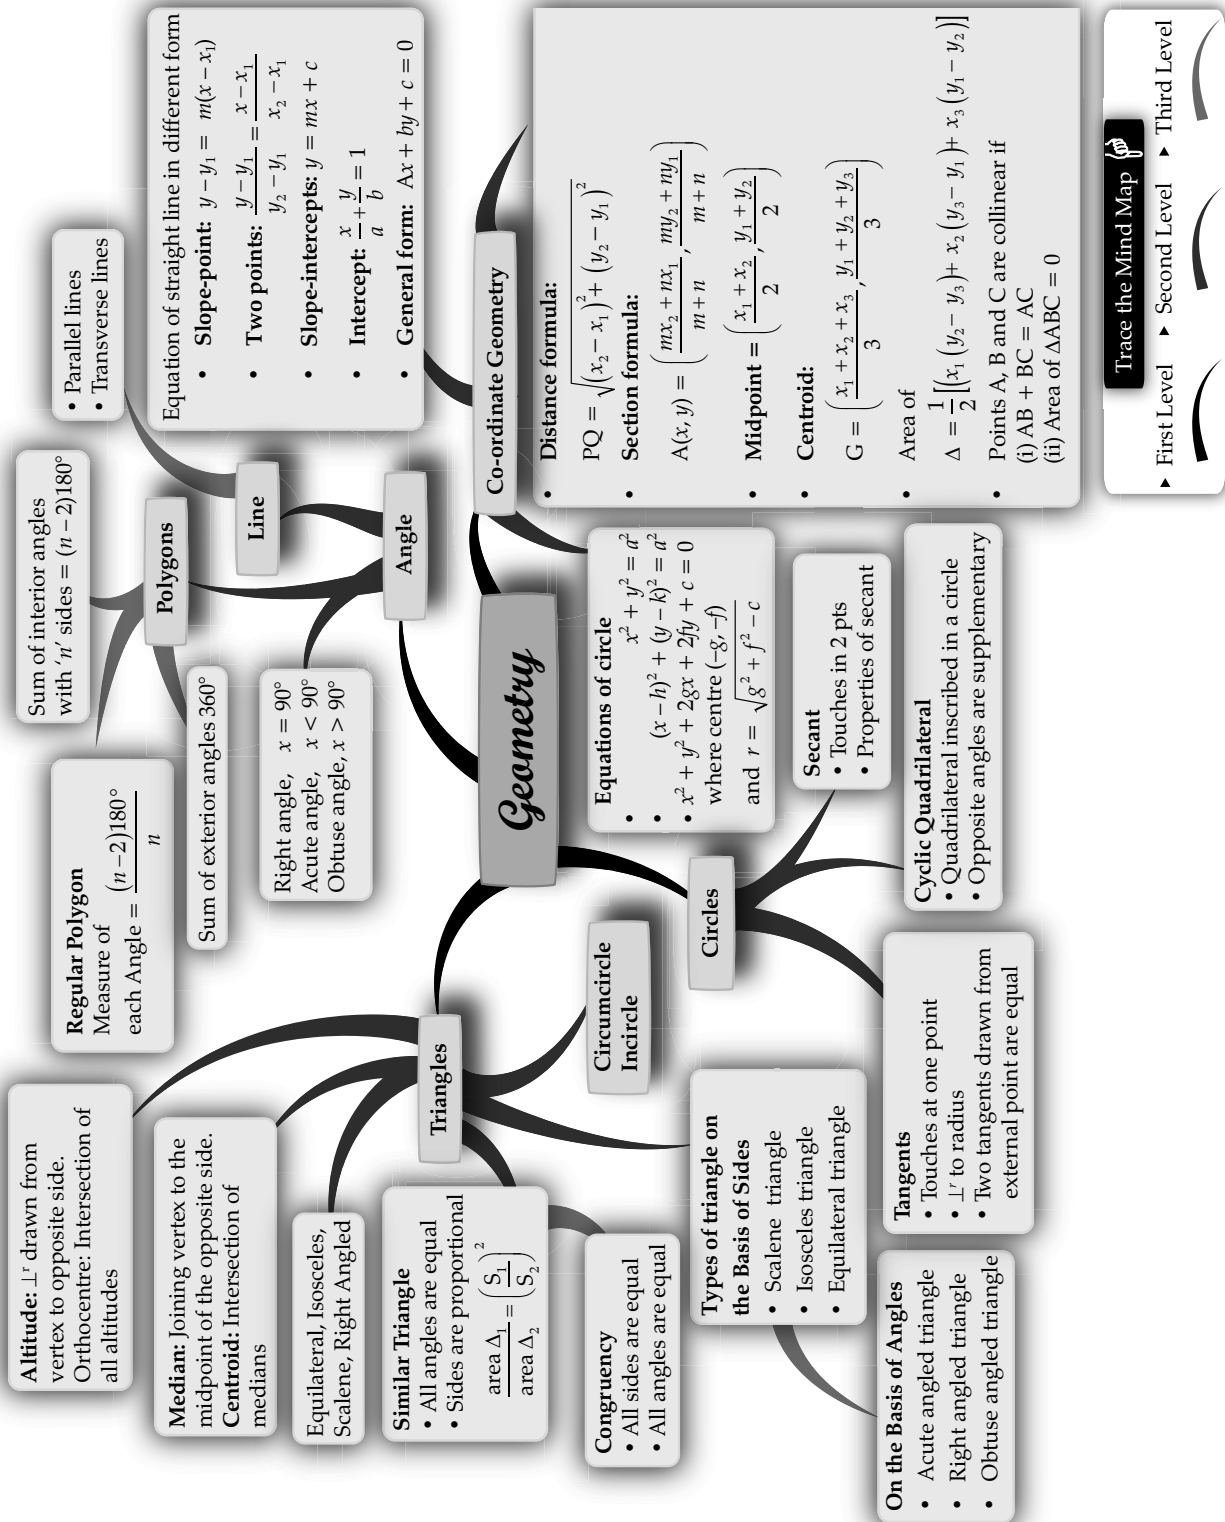 Geometry
Triangles
Altitude: ⊥ʳ drawn from
vertex to opposite side.
Orthocentre: Intersection of
all altitudes
Median: Joining vertex to the
midpoint of the opposite side.
Centroid: Intersection of
medians
Equilateral, Isosceles,
Scalene, Right Angled
Similar Triangle
• All angles are equal
• Sides are proportional
area Δ₁ / area Δ₂ = (S₁/S₂)²
Congruency
• All sides are equal
• All angles are equal
Types of triangle on
the Basis of Sides
• Scalene triangle
• Isosceles triangle
• Equilateral triangle
On the Basis of Angles
• Acute angled triangle
• Right angled triangle
• Obtuse angled triangle
Circumcircle
Incircle
Circles
Tangents
• Touches at one point
• ⊥ʳ to radius
• Two tangents drawn from
external point are equal
Cyclic Quadrilateral
• Quadrilateral inscribed in a circle
• Opposite angles are supplementary
Secant
• Touches in 2 pts
• Properties of secant
Angle
Right angle, x = 90°
Acute angle, x < 90°
Obtuse angle, x > 90°
Polygons
Regular Polygon
Measure of
each Angle = (n−2)180° / n
Sum of exterior angles 360°
Sum of interior angles
with 'n' sides = (n − 2)180°
Line
• Parallel lines
• Transverse lines
Co-ordinate Geometry
Equation of straight line in different form
• Slope-point: y − y₁ = m(x − x₁)
• Two points: (y − y₁)/(y₂ − y₁) = (x − x₁)/(x₂ − x₁)
• Slope-intercepts: y = mx + c
• Intercept: x/a + y/b = 1
• General form: Ax + by + c = 0
Equations of circle
• x² + y² = a²
• (x − h)² + (y − k)² = a²
• x² + y² + 2gx + 2fy + c = 0
where centre (−g, −f)
and r = √(g² + f² − c)
• Distance formula:
PQ = √((x₂ − x₁)² + (y₂ − y₁)²)
• Section formula:
A(x, y) = ((mx₂ + nx₁)/(m + n), (my₂ + ny₁)/(m + n))
• Midpoint = ((x₁ + x₂)/2, (y₁ + y₂)/2)
• Centroid:
G = ((x₁ + x₂ + x₃)/3, (y₁ + y₂ + y₃)/3)
• Area of
Δ = 1/2 [(x₁ (y₂ − y₃) + x₂ (y₃ − y₁) + x₃ (y₁ − y₂))]
• Points A, B and C are collinear if
(i) AB + BC = AC
(ii) Area of ΔABC = 0
Trace the Mind Map
▸ First Level ▸ Second Level ▸ Third Level